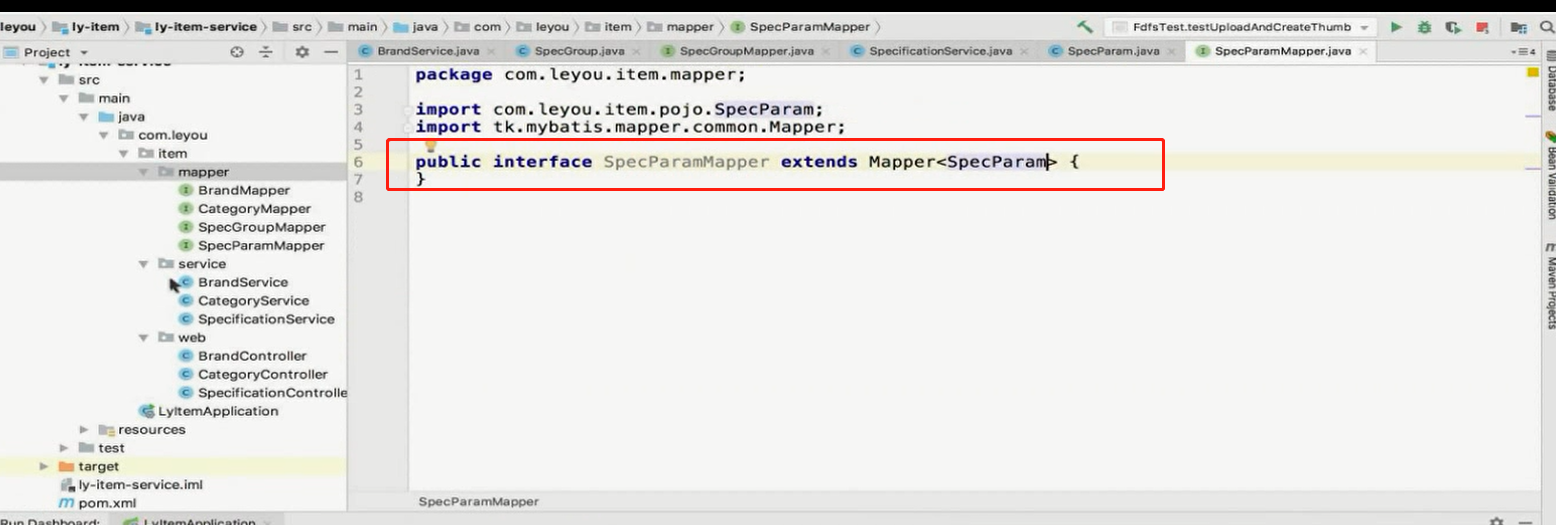 leyou ly-item ly-item-service src main java com leyou item mapper SpecParamMapper FdfsTest.testUploadAndCreateThumb
Project
BrandService.java SpecGroup.java SpecGroupMapper.java SpecificationService.java SpecParam.java SpecParamMapper.java 4
src
main
java
com.leyou
item
mapper
BrandMapper
CategoryMapper
SpecGroupMapper
SpecParamMapper
service
BrandService
CategoryService
SpecificationService
web
BrandController
CategoryController
SpecificationControlle
LyItemApplication
resources
test
target
ly-item-service.iml
pom.xml
1 package com.leyou.item.mapper;
2
3 import com.leyou.item.pojo.SpecParam;
4 import tk.mybatis.mapper.common.Mapper;
5
6 public interface SpecParamMapper extends Mapper<SpecParam> {
7 }
8
SpecParamMapper
Database
Bean Validation
Maven Projects
Run Dashboard: LyItemApplication